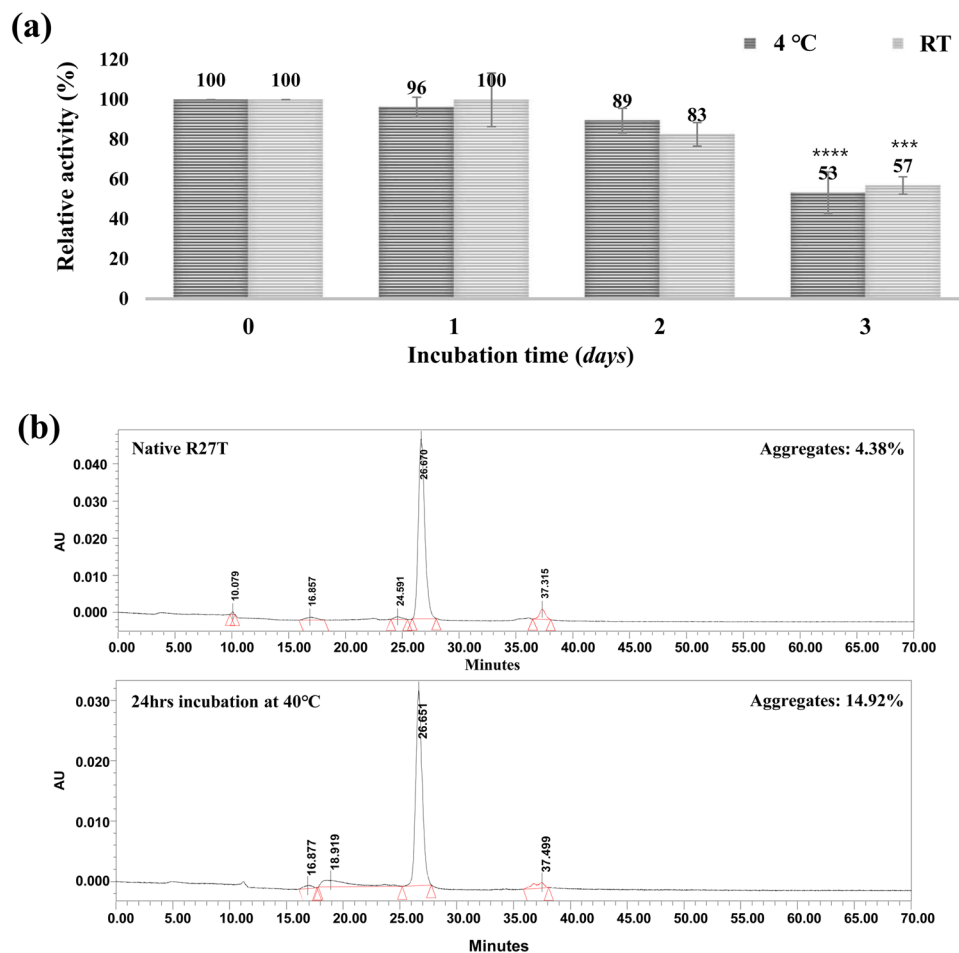 (a)
4 °C RT
Relative activity (%)
120
100
80
60
40
20
0
100 100
96 100
89 83
**** ***
53 57
0 1 2 3
Incubation time (days)
(b)
Native R27T Aggregates: 4.38%
AU
0.040
0.030
0.020
0.010
0.000
10.079
16.857
24.591
26.670
37.315
0.00 5.00 10.00 15.00 20.00 25.00 30.00 35.00 40.00 45.00 50.00 55.00 60.00 65.00 70.00
Minutes
24hrs incubation at 40℃ Aggregates: 14.92%
AU
0.030
0.020
0.010
0.000
16.877
18.919
26.651
37.499
0.00 5.00 10.00 15.00 20.00 25.00 30.00 35.00 40.00 45.00 50.00 55.00 60.00 65.00 70.00
Minutes